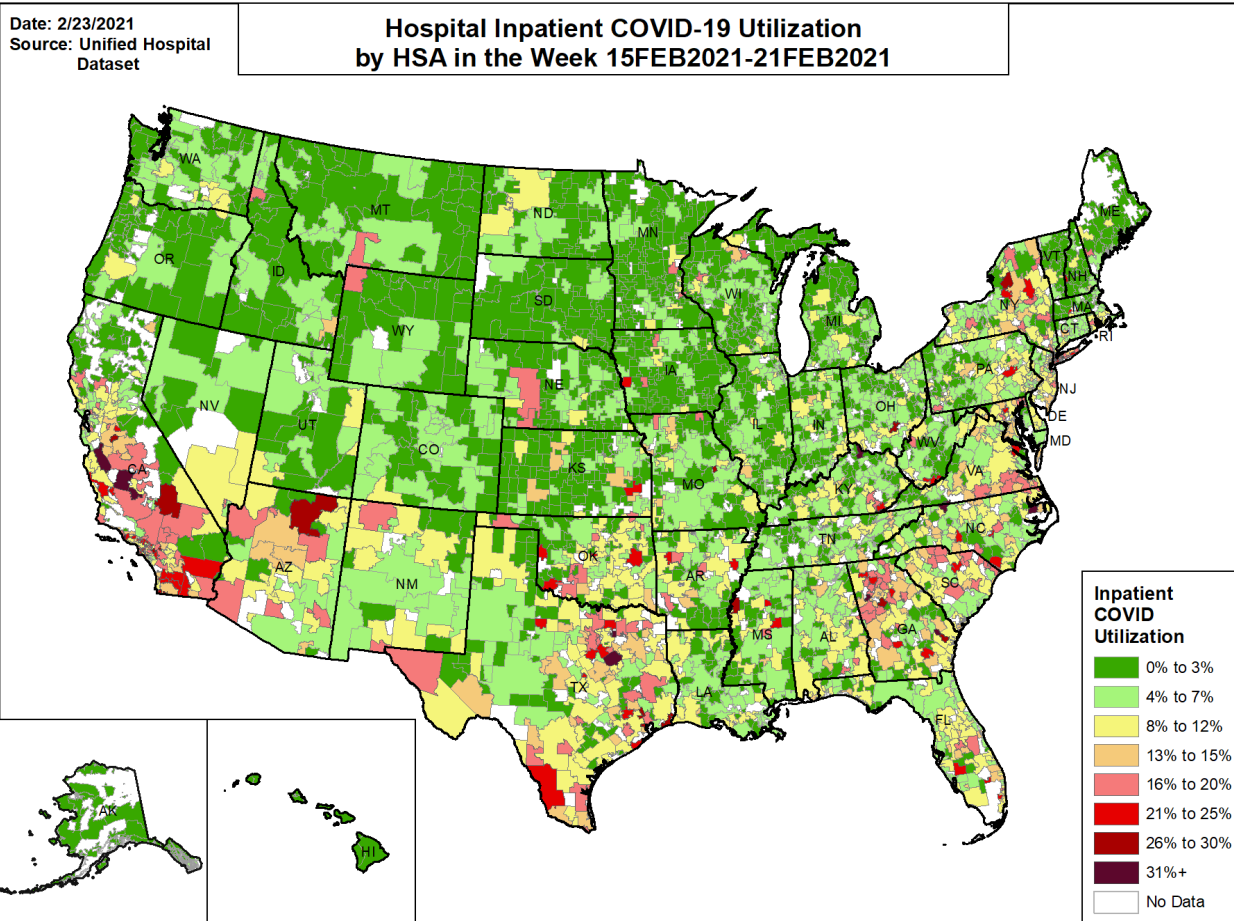 Date: 2/23/2021
Source: Unified Hospital
Dataset
Hospital Inpatient COVID-19 Utilization
by HSA in the Week 15FEB2021-21FEB2021
WA
MT
ND
MN
ME
OR
ID
SD
WI
VT
NH
NY
MA
CT
RI
WY
MI
IA
NE
PA
NJ
NV
UT
CO
IL
IN
OH
DE
MD
WV
CA
KS
MO
KY
VA
AZ
NM
OK
AR
TN
NC
SC
MS
AL
GA
TX
LA
FL
AK
HI
Inpatient
COVID
Utilization
0% to 3%
4% to 7%
8% to 12%
13% to 15%
16% to 20%
21% to 25%
26% to 30%
31%+
No Data